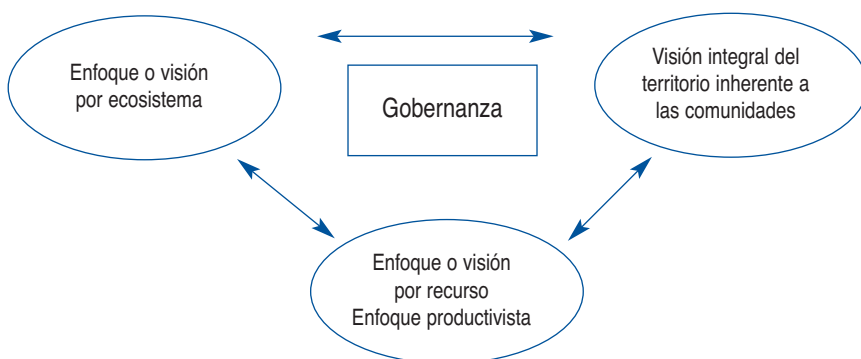 Enfoque o visión
por ecosistema
Gobernanza
Visión integral del
territorio inherente a
las comunidades
Enfoque o visión
por recurso
Enfoque productivista